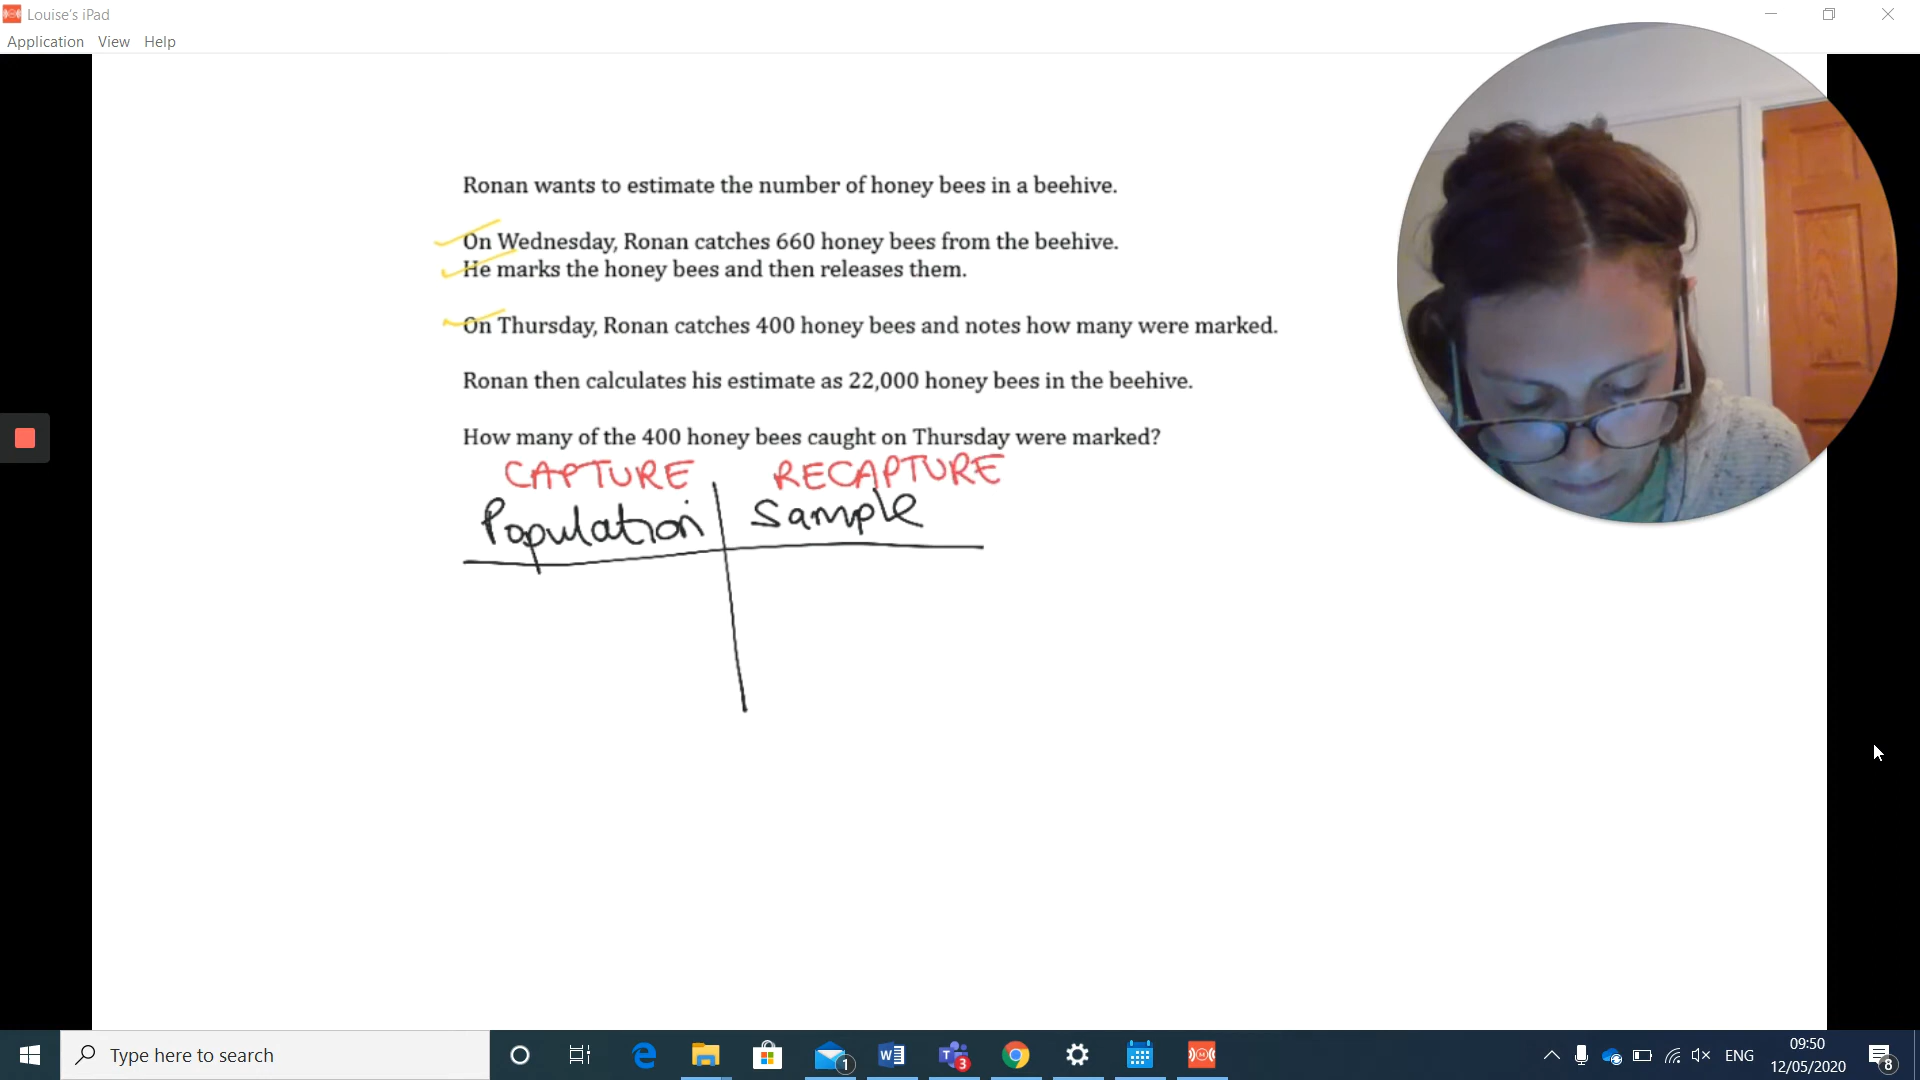 Louise's iPad
Application View Help
Ronan wants to estimate the number of honey bees in a beehive.
On Wednesday, Ronan catches 660 honey bees from the beehive.
He marks the honey bees and then releases them.
On Thursday, Ronan catches 400 honey bees and notes how many were marked.
Ronan then calculates his estimate as 22,000 honey bees in the beehive.
How many of the 400 honey bees caught on Thursday were marked?
CAPTURE RECAPTURE
Population Sample
Type here to search
1
W
T
3
ENG
09:50
12/05/2020
8